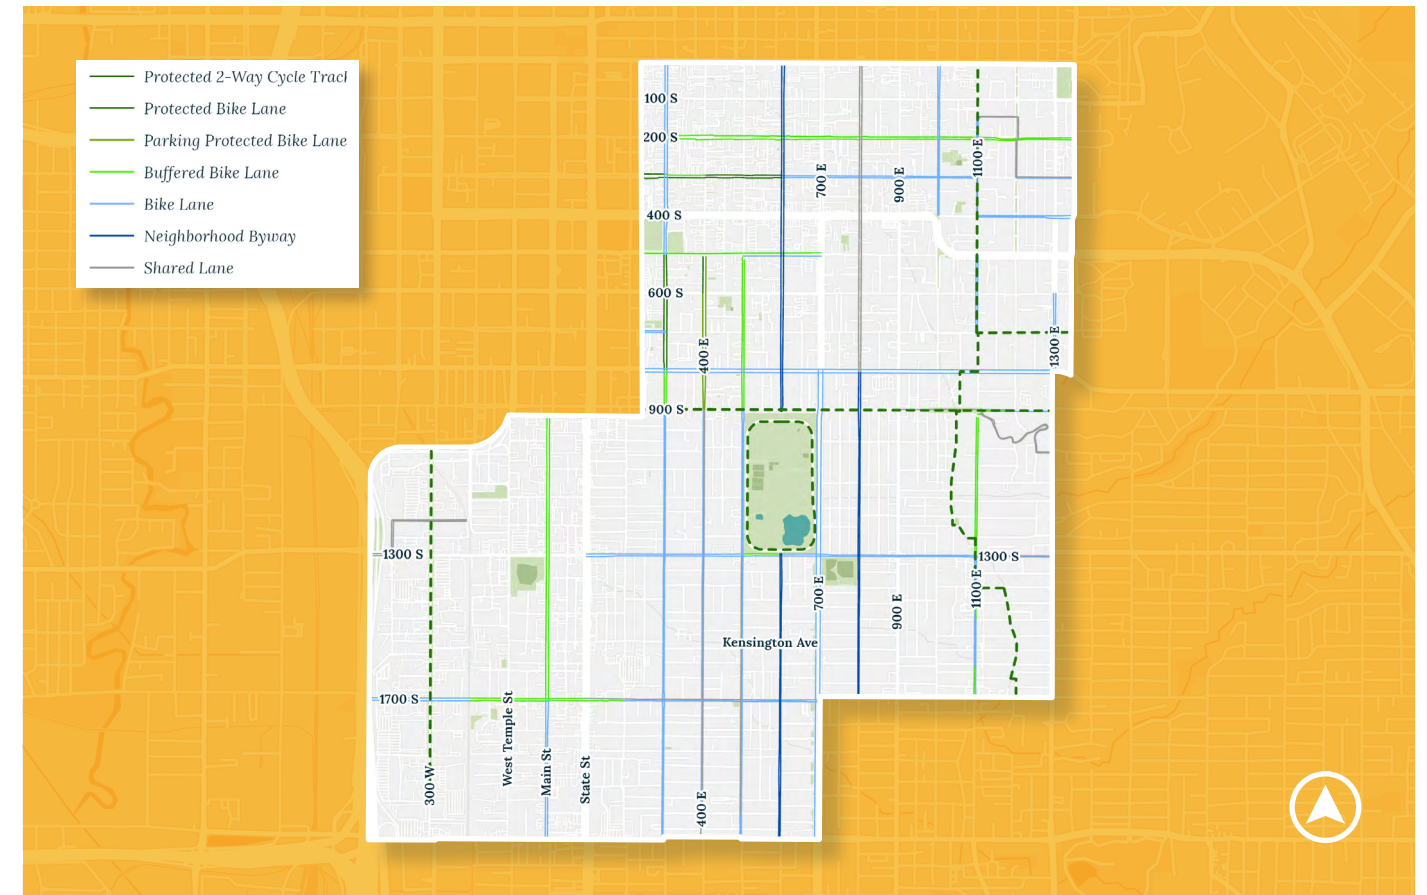 Protected 2-Way Cycle Track
Protected Bike Lane
Parking Protected Bike Lane
Buffered Bike Lane
Bike Lane
Neighborhood Byway
Shared Lane
100 S
200 S
1100 E
700 E
900 E
400 S
600 S
400 E
1300 E
900 S
1300 S
1300 S
700 E
1100 E
900 E
Kensington Ave
1700 S
West Temple St
Main St
State St
300 W
400 E